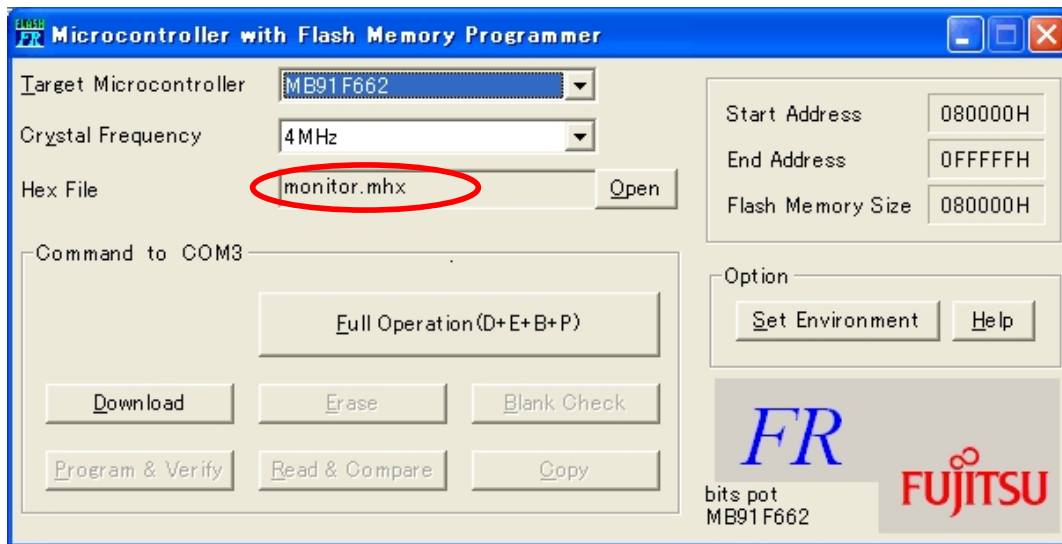 FLASH
FR
Microcontroller with Flash Memory Programmer
Target Microcontroller
MB91F662
Crystal Frequency
4MHz
Hex File
monitor.mhx
Open
Start Address
080000H
End Address
0FFFFFH
Flash Memory Size
080000H
Command to COM3
Full Operation(D+E+B+P)
Download
Erase
Blank Check
Program & Verify
Read & Compare
Copy
Option
Set Environment
Help
FR
bits pot
MB91F662
FUJITSU